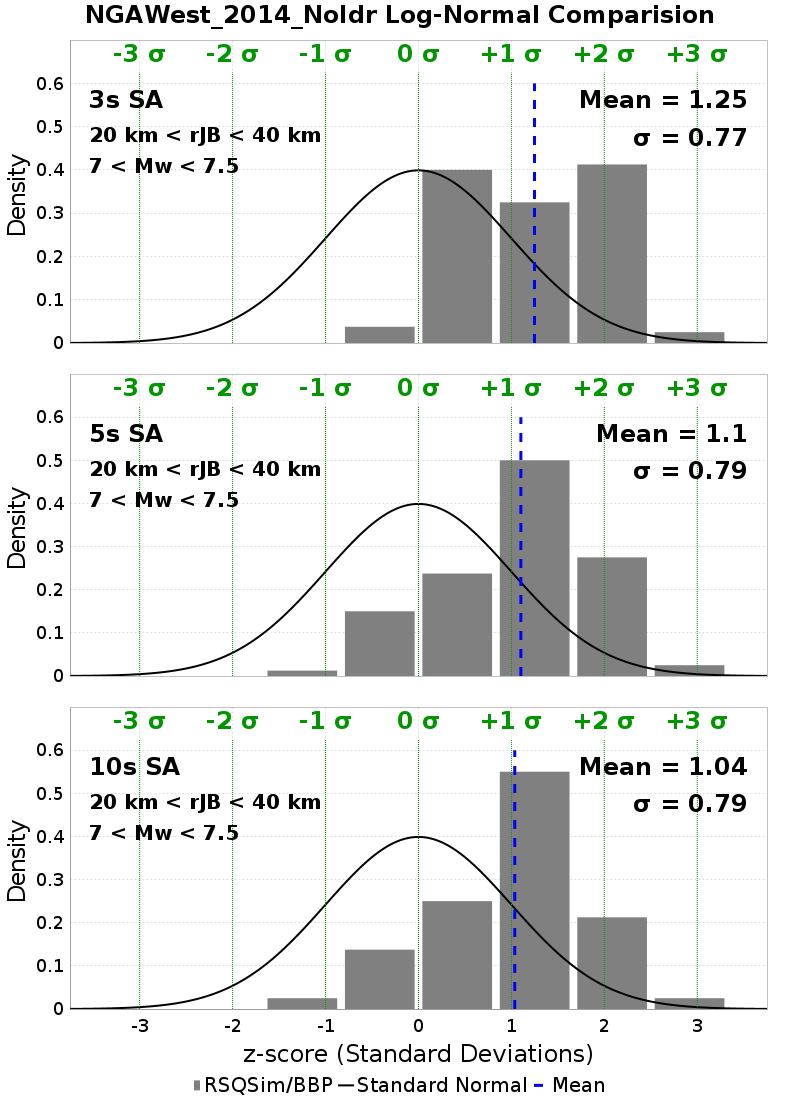 NGAWest_2014_NoIdr Log-Normal Comparision
-3 σ -2 σ -1 σ 0 σ +1 σ +2 σ +3 σ
0.6
3s SA Mean = 1.25
0.5
20 km < rJB < 40 km σ = 0.77
7 < Mw < 7.5
0.4
0.3
0.2
0.1
0
Density
-3 σ -2 σ -1 σ 0 σ +1 σ +2 σ +3 σ
0.6
5s SA Mean = 1.1
0.5
20 km < rJB < 40 km σ = 0.79
7 < Mw < 7.5
0.4
0.3
0.2
0.1
0
Density
-3 σ -2 σ -1 σ 0 σ +1 σ +2 σ +3 σ
0.6
10s SA Mean = 1.04
0.5
20 km < rJB < 40 km σ = 0.79
7 < Mw < 7.5
0.4
0.3
0.2
0.1
0
Density
-3 -2 -1 0 1 2 3
z-score (Standard Deviations)
RSQSim/BBP Standard Normal Mean